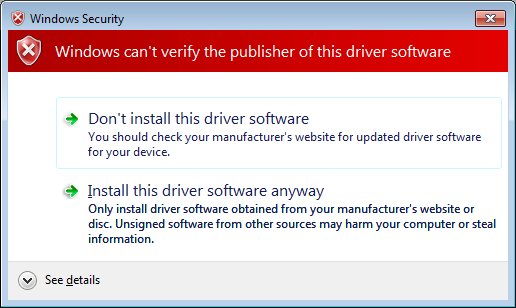 Windows Security
Windows can't verify the publisher of this driver software
Don't install this driver software
You should check your manufacturer's website for updated driver software
for your device.
Install this driver software anyway
Only install driver software obtained from your manufacturer's website or
disc. Unsigned software from other sources may harm your computer or steal
information.
See details